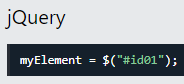 jQuery
myElement = $("#id01");